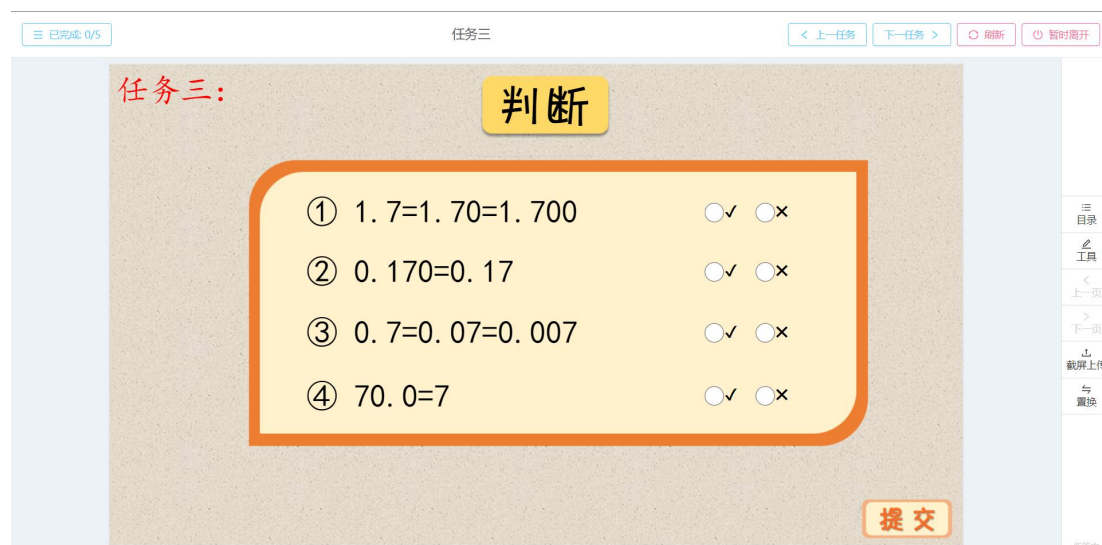 三 已完成: 0/5
任务三
< 上一任务
下一任务 >
刷新
暂时离开
任务三:
判断
① 1.7=1.70=1.700 ✓ ×
② 0.170=0.17 ✓ ×
③ 0.7=0.07=0.007 ✓ ×
④ 70.0=7 ✓ ×
提交
目录
工具
<
上一页
>
下一页
截屏上传
置换